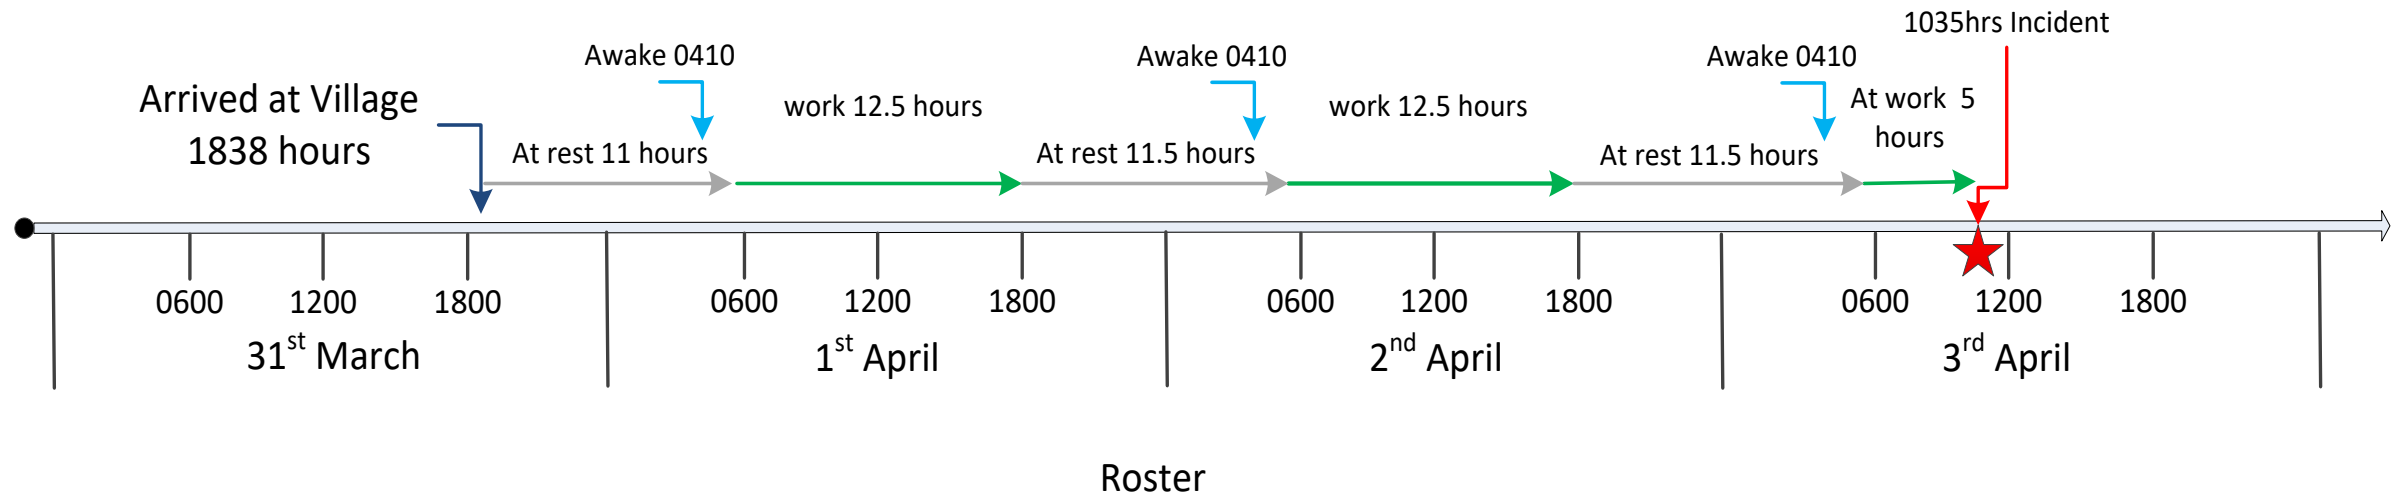 1035hrs Incident
Awake 0410
Awake 0410
Awake 0410
Arrived at Village
1838 hours
work 12.5 hours
work 12.5 hours
At work 5
hours
At rest 11 hours
At rest 11.5 hours
At rest 11.5 hours
0600
1200
1800
0600
1200
1800
0600
1200
1800
0600
1200
1800
31st March
1st April
2nd April
3rd April
Roster